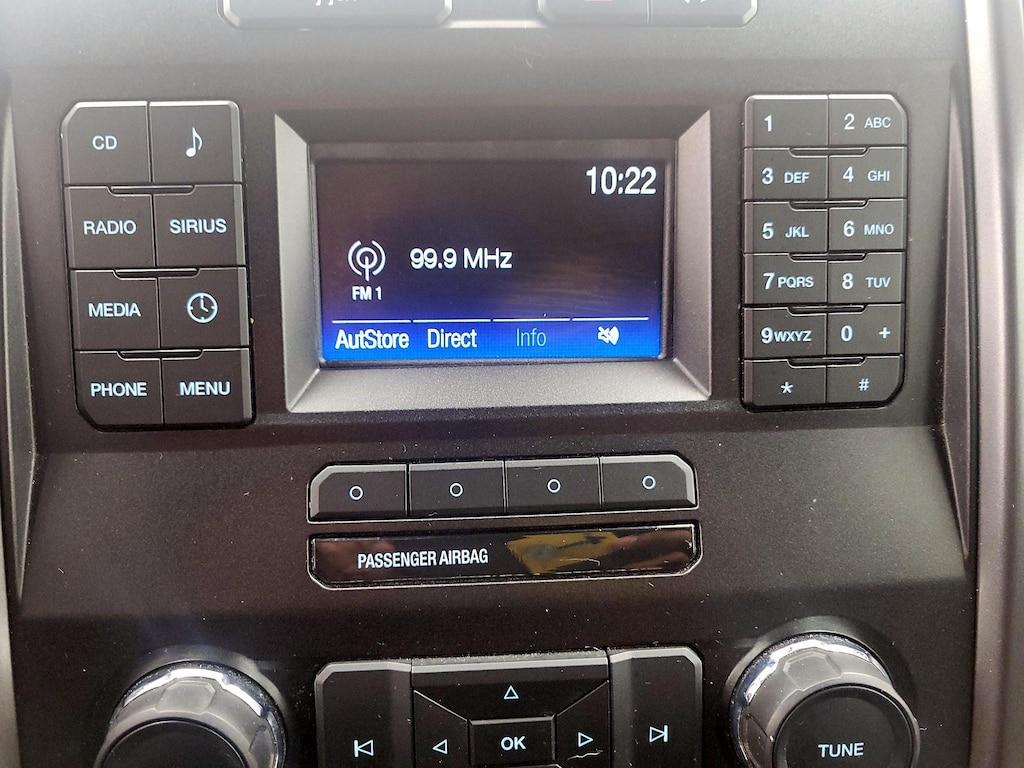 CD
RADIO SIRIUS
MEDIA
PHONE MENU
10:22
99.9 MHz
FM 1
AutStore Direct Info
1 2 ABC
3 DEF 4 GHI
5 JKL 6 MNO
7 PQRS 8 TUV
9 WXYZ 0 +
* #
PASSENGER AIRBAG
OK
TUNE